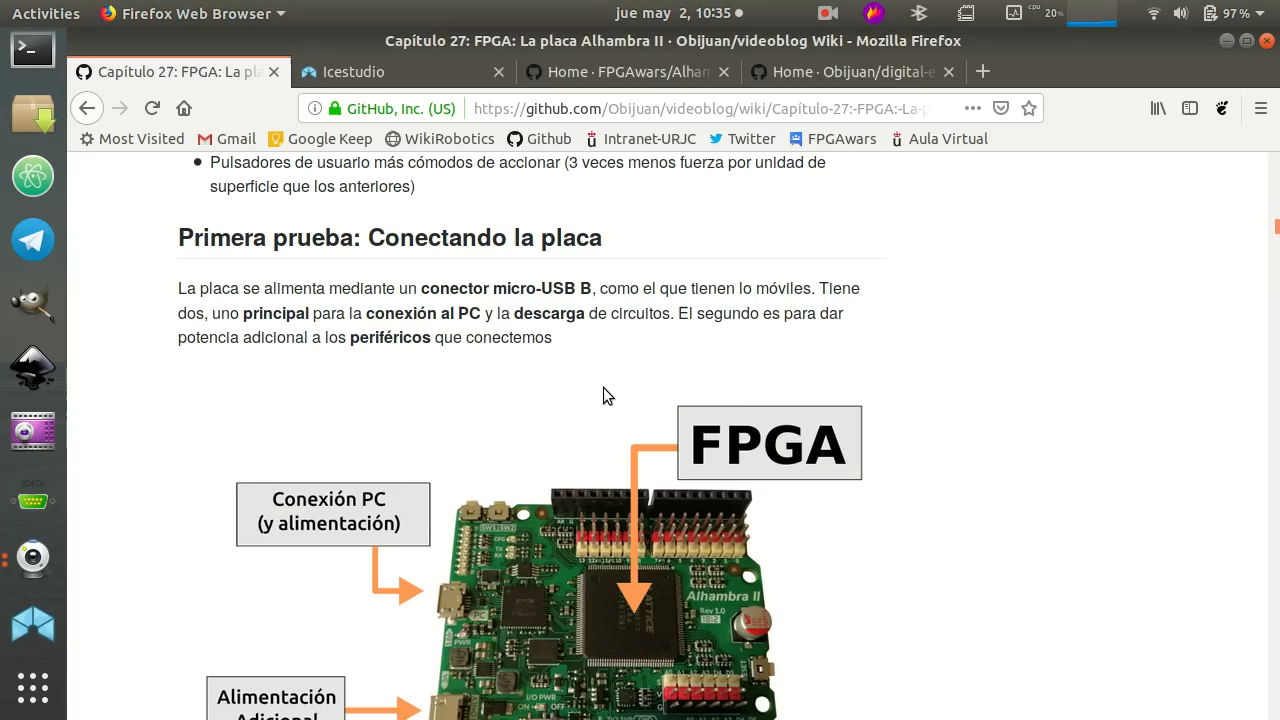 Activities
Firefox Web Browser
jue may 2, 10:35
20%
97 %
Capítulo 27: FPGA: La placa Alhambra II · Obijuan/videoblog Wiki - Mozilla Firefox
Capítulo 27: FPGA: La pla
Icestudio
Home · FPGAwars/Alham
Home · Obijuan/digital-e
GitHub, Inc. (US)
https://github.com/Obijuan/videoblog/wiki/Capítulo-27:-FPGA:-La-p
Most Visited
Gmail
Google Keep
WikiRobotics
Github
Intranet-URJC
Twitter
FPGAwars
Aula Virtual
Pulsadores de usuario más cómodos de accionar (3 veces menos fuerza por unidad de
superficie que los anteriores)
Primera prueba: Conectando la placa
La placa se alimenta mediante un conector micro-USB B, como el que tienen lo móviles. Tiene
dos, uno principal para la conexión al PC y la descarga de circuitos. El segundo es para dar
potencia adicional a los periféricos que conectemos
FPGA
Conexión PC
(y alimentación)
Alhambra II
Rev 1.0
Alimentación
Adicional